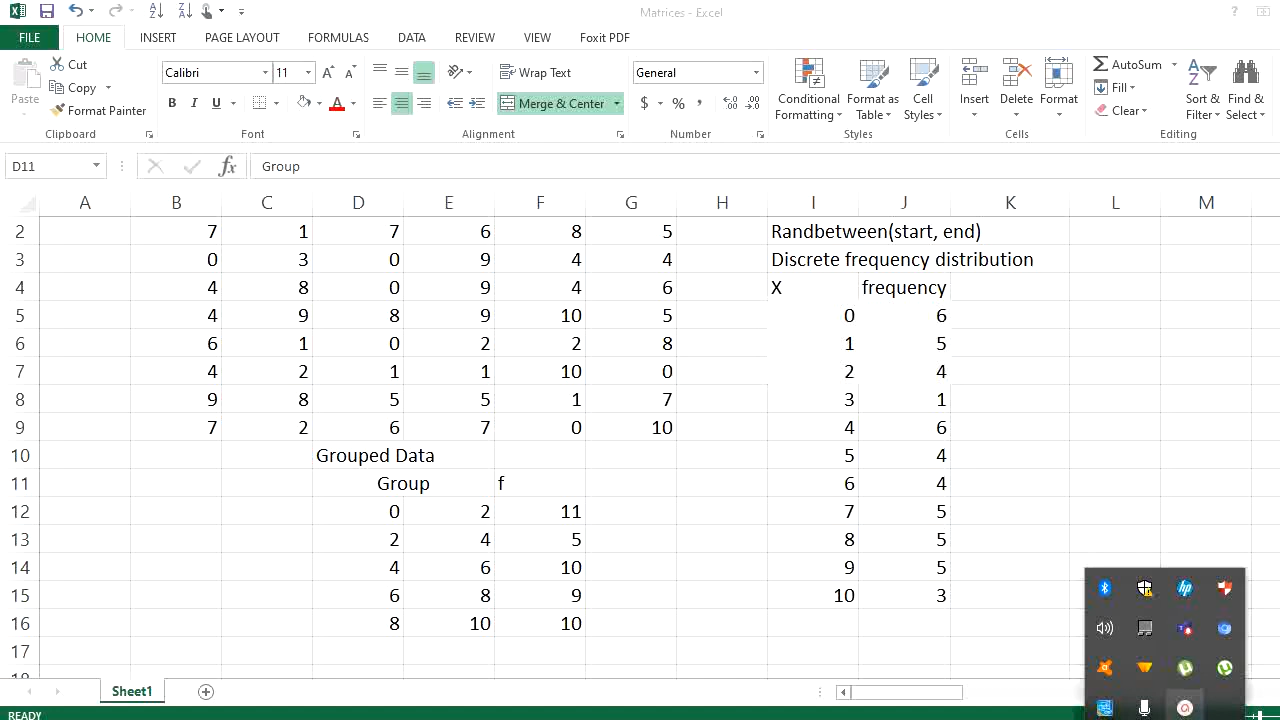 Matrices - Excel
FILE HOME INSERT PAGE LAYOUT FORMULAS DATA REVIEW VIEW Foxit PDF
Paste
Cut
Copy
Format Painter
Clipboard
Calibri 11
B I U A
Font
Wrap Text
Merge & Center
Alignment
General
$ % ,
Number
Conditional Formatting
Format as Table
Cell Styles
Styles
Insert Delete Format
Cells
AutoSum
Fill
Clear
Sort & Filter
Find & Select
Editing
D11 fx Group
A B C D E F G H I J K L M
2 7 1 7 6 8 5 Randbetween(start, end)
3 0 3 0 9 4 4 Discrete frequency distribution
4 4 8 0 9 4 6 X frequency
5 4 9 8 9 10 5 0 6
6 6 1 0 2 2 8 1 5
7 4 2 1 1 10 0 2 4
8 9 8 5 5 1 7 3 1
9 7 2 6 7 0 10 4 6
10 Grouped Data 5 4
11 Group f 6 4
12 0 2 11 7 5
13 2 4 5 8 5
14 4 6 10 9 5
15 6 8 9 10 3
16 8 10 10
17
Sheet1
READY